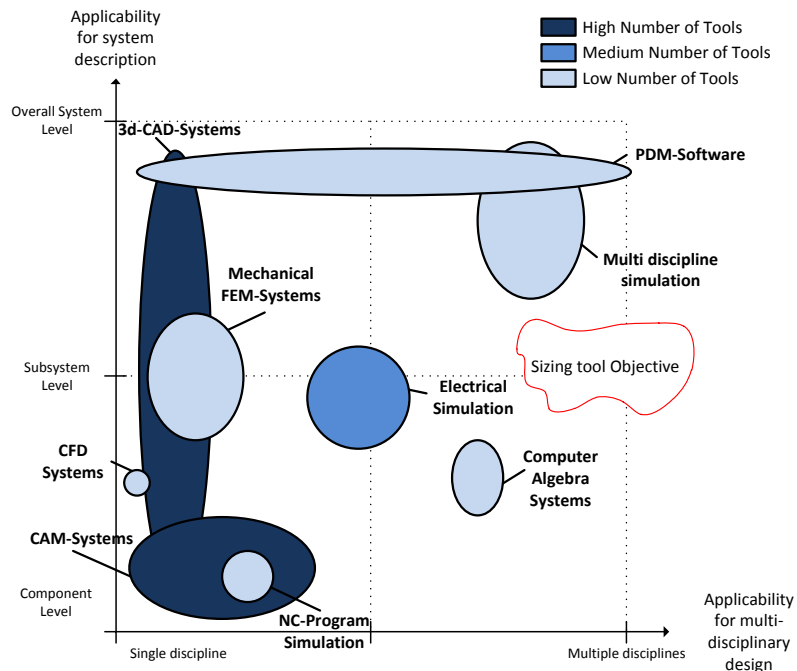 Applicability
for system
description
High Number of Tools
Medium Number of Tools
Low Number of Tools
Overall System
Level
3d-CAD-Systems
PDM-Software
Mechanical
FEM-Systems
Multi discipline
simulation
Subsystem
Level
Sizing tool Objective
Electrical
Simulation
CFD
Systems
Computer
Algebra
Systems
CAM-Systems
Component
Level
NC-Program
Simulation
Applicability
for multi-
disciplinary
design
Single discipline
Multiple disciplines